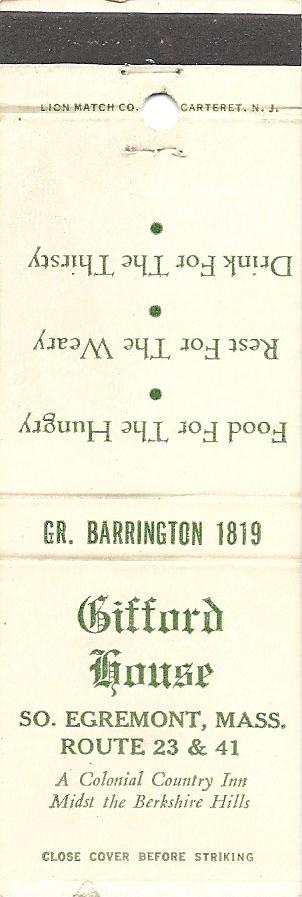 LION MATCH CO. CARTERET, N. J.
Food For The Hungry
Rest For The Weary
Drink For The Thirsty
GR. BARRINGTON 1819
Gifford
House
SO. EGREMONT, MASS.
ROUTE 23 & 41
A Colonial Country Inn
Midst the Berkshire Hills
CLOSE COVER BEFORE STRIKING